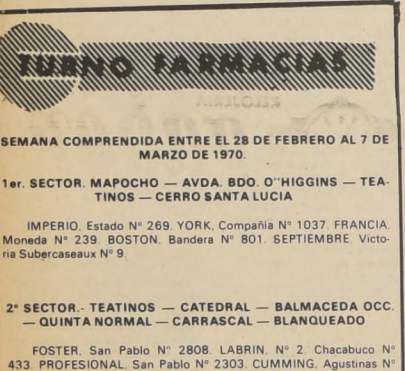 TURNO FARMACIAS
SEMANA COMPRENDIDA ENTRE EL 28 DE FEBRERO AL 7 DE
MARZO DE 1970.
1er. SECTOR. MAPOCHO — AVDA. BDO. O"HIGGINS — TEA-
TINOS — CERRO SANTA LUCIA
IMPERIO, Estado N° 269. YORK, Compañia N° 1037. FRANCIA.
Moneda N° 239. BOSTON, Bandera N° 801. SEPTIEMBRE. Victo-
ria Subercaseaux N° 9.
2° SECTOR.- TEATINOS — CATEDRAL — BALMACEDA OCC.
— QUINTA NORMAL — CARRASCAL — BLANQUEADO
FOSTER, San Pablo N° 2808. LABRIN, N° 2. Chacabuco N°
433. PROFESIONAL. San Pablo N° 2303. CUMMING, Agustinas N°